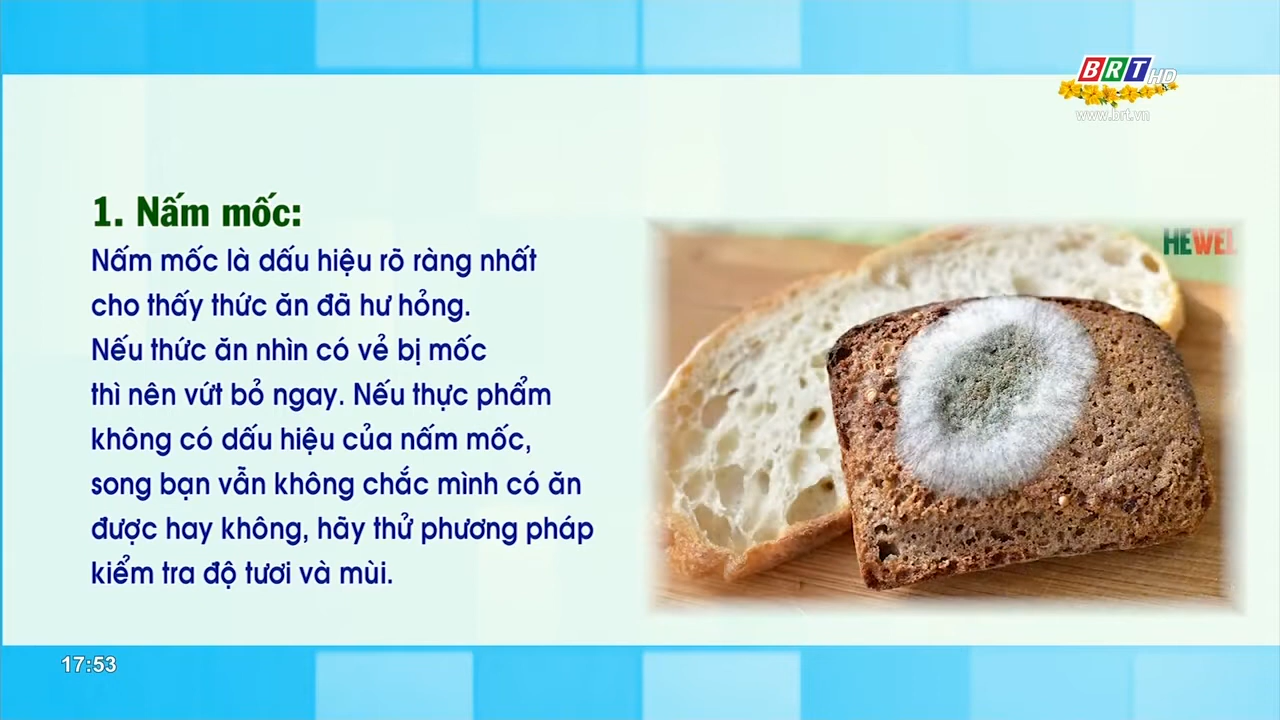 BRT HD
www.brt.vn
1. Nấm mốc:
Nấm mốc là dấu hiệu rõ ràng nhất
cho thấy thức ăn đã hư hỏng.
Nếu thức ăn nhìn có vẻ bị mốc
thì nên vứt bỏ ngay. Nếu thực phẩm
không có dấu hiệu của nấm mốc,
song bạn vẫn không chắc mình có ăn
được hay không, hãy thử phương pháp
kiểm tra độ tươi và mùi.
HEWEL
17:53